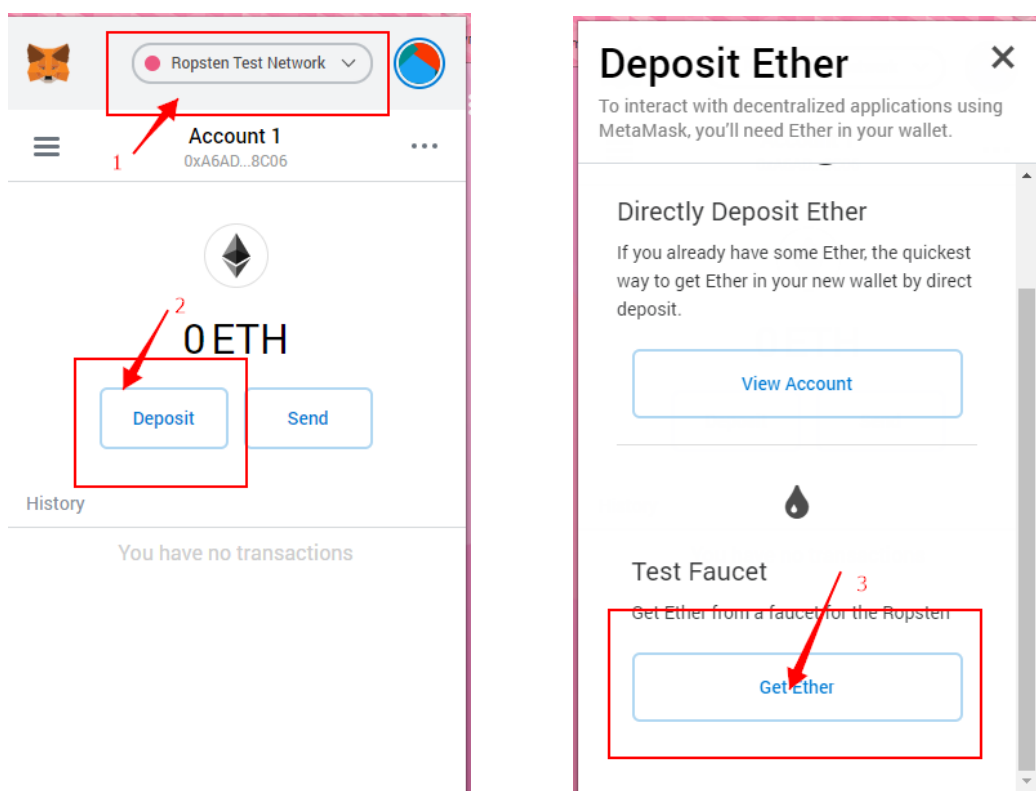 Ropsten Test Network
1
Account 1
0xA6AD...8C06
2
0 ETH
Deposit
Send
History
You have no transactions
Deposit Ether
To interact with decentralized applications using
MetaMask, you'll need Ether in your wallet.
Directly Deposit Ether
If you already have some Ether, the quickest
way to get Ether in your new wallet by direct
deposit.
View Account
Test Faucet
3
Get Ether from a faucet for the Ropsten
Get Ether